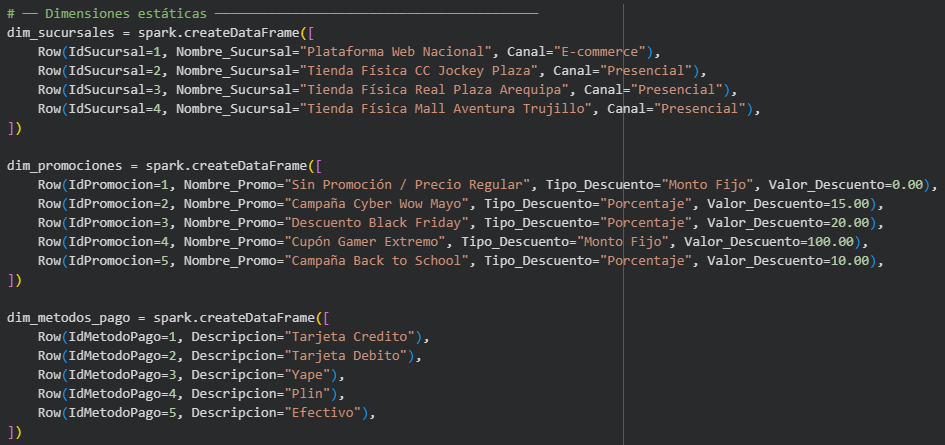 # —— Dimensiones estáticas ——————————————————————————————————————————
dim_sucursales = spark.createDataFrame([
    Row(IdSucursal=1, Nombre_Sucursal="Plataforma Web Nacional", Canal="E-commerce"),
    Row(IdSucursal=2, Nombre_Sucursal="Tienda Física CC Jockey Plaza", Canal="Presencial"),
    Row(IdSucursal=3, Nombre_Sucursal="Tienda Física Real Plaza Arequipa", Canal="Presencial"),
    Row(IdSucursal=4, Nombre_Sucursal="Tienda Física Mall Aventura Trujillo", Canal="Presencial"),
])

dim_promociones = spark.createDataFrame([
    Row(IdPromocion=1, Nombre_Promo="Sin Promoción / Precio Regular", Tipo_Descuento="Monto Fijo", Valor_Descuento=0.00),
    Row(IdPromocion=2, Nombre_Promo="Campaña Cyber Wow Mayo", Tipo_Descuento="Porcentaje", Valor_Descuento=15.00),
    Row(IdPromocion=3, Nombre_Promo="Descuento Black Friday", Tipo_Descuento="Porcentaje", Valor_Descuento=20.00),
    Row(IdPromocion=4, Nombre_Promo="Cupón Gamer Extremo", Tipo_Descuento="Monto Fijo", Valor_Descuento=100.00),
    Row(IdPromocion=5, Nombre_Promo="Campaña Back to School", Tipo_Descuento="Porcentaje", Valor_Descuento=10.00),
])

dim_metodos_pago = spark.createDataFrame([
    Row(IdMetodoPago=1, Descripcion="Tarjeta Credito"),
    Row(IdMetodoPago=2, Descripcion="Tarjeta Debito"),
    Row(IdMetodoPago=3, Descripcion="Yape"),
    Row(IdMetodoPago=4, Descripcion="Plin"),
    Row(IdMetodoPago=5, Descripcion="Efectivo"),
])